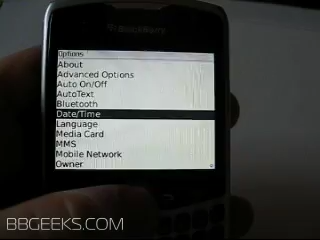 BlackBerry
Options
About
Advanced Options
Auto On/Off
AutoText
Bluetooth
Date/Time
Language
Media Card
MMS
Mobile Network
Owner
BBGEEKS.COM